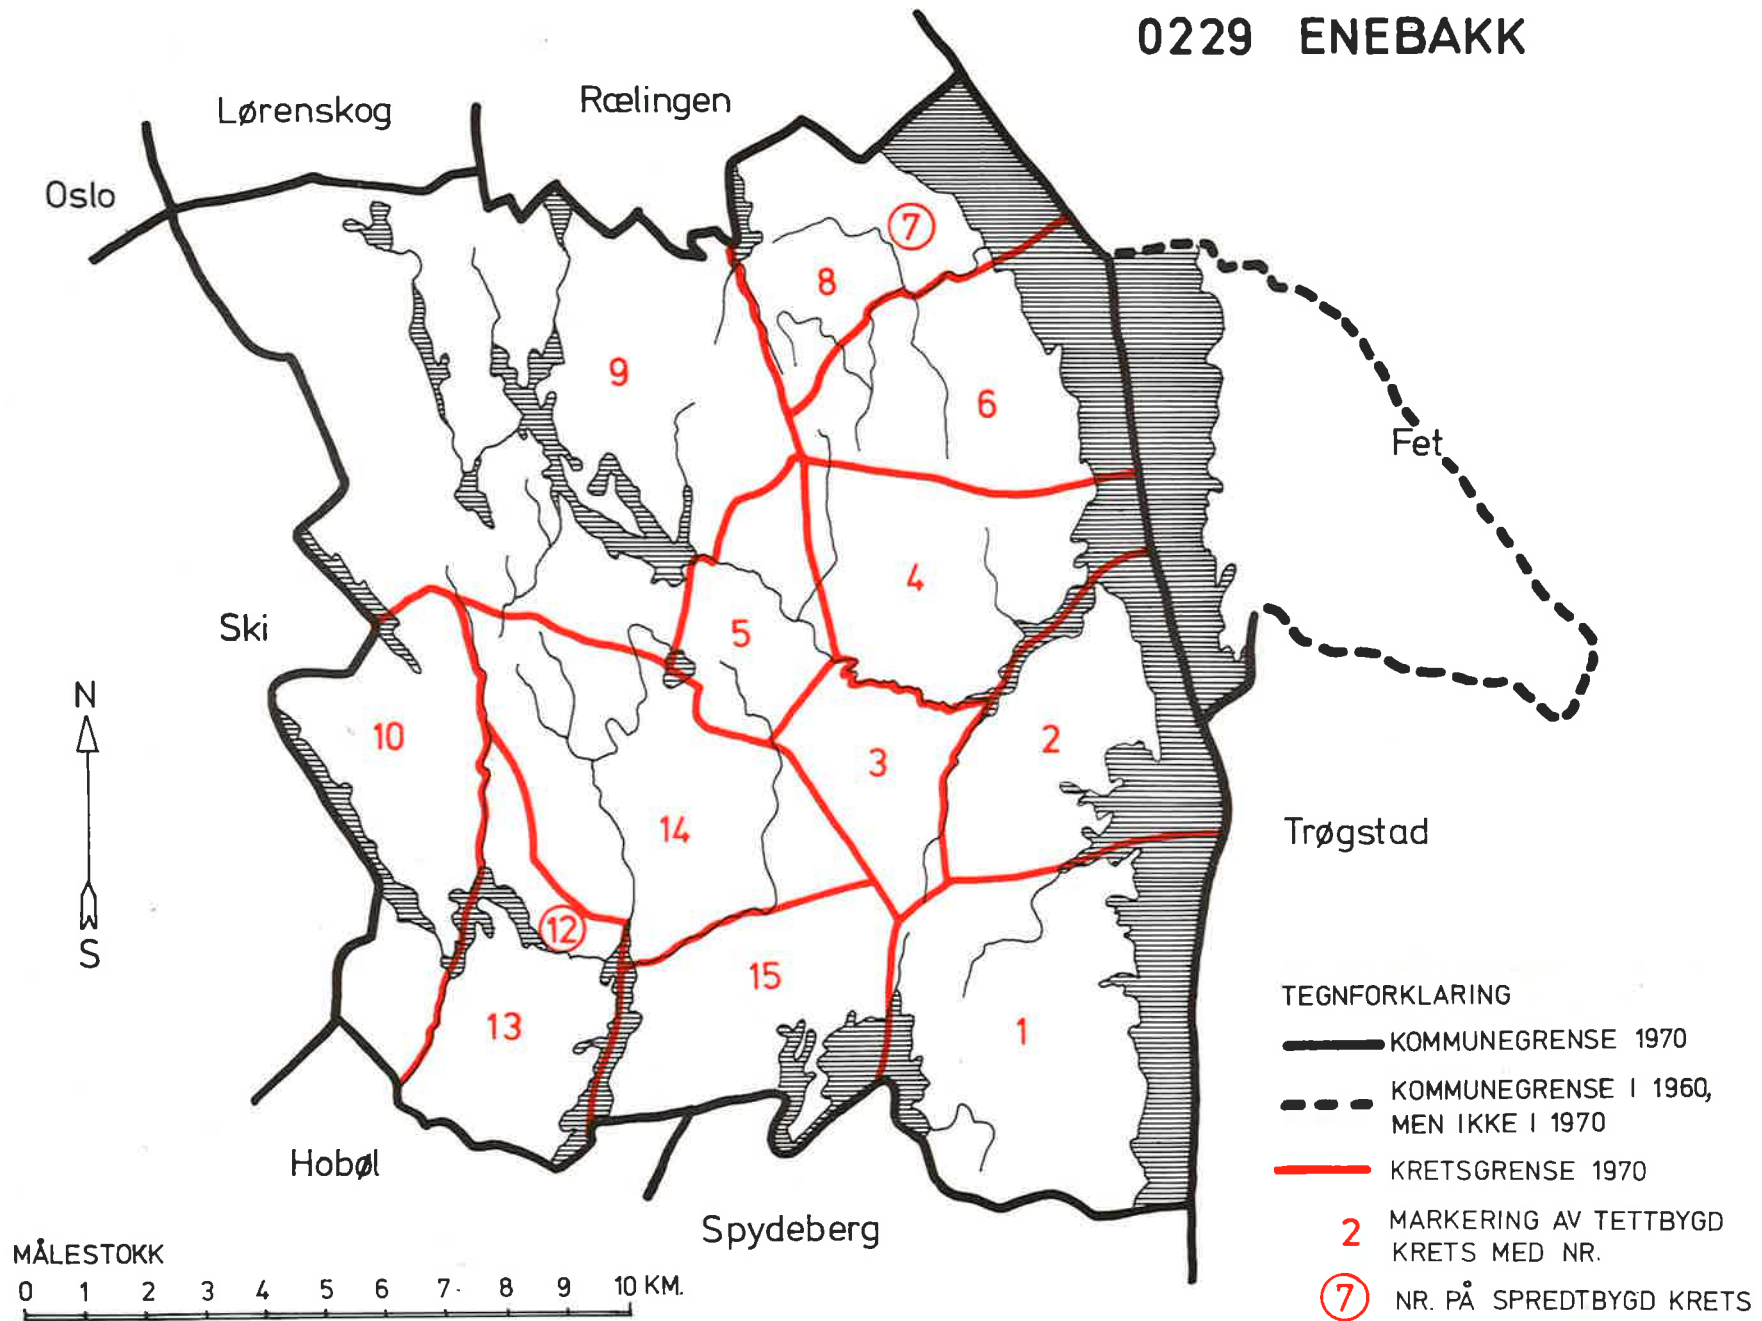 0229 ENEBAKK
Lørenskog
Rælingen
Oslo
7
8
9
6
Fet
4
5
Ski
N
10
2
3
14
Trøgstad
12
S
15
13
1
TEGNFORKLARING
KOMMUNEGRENSE 1970
KOMMUNEGRENSE I 1960,
MEN IKKE I 1970
KRETSGRENSE 1970
2 MARKERING AV TETTBYGD
KRETS MED NR.
7 NR. PÅ SPREDTBYGD KRETS
Hobøl
Spydeberg
MÅLESTOKK
0 1 2 3 4 5 6 7 8 9 10 KM.